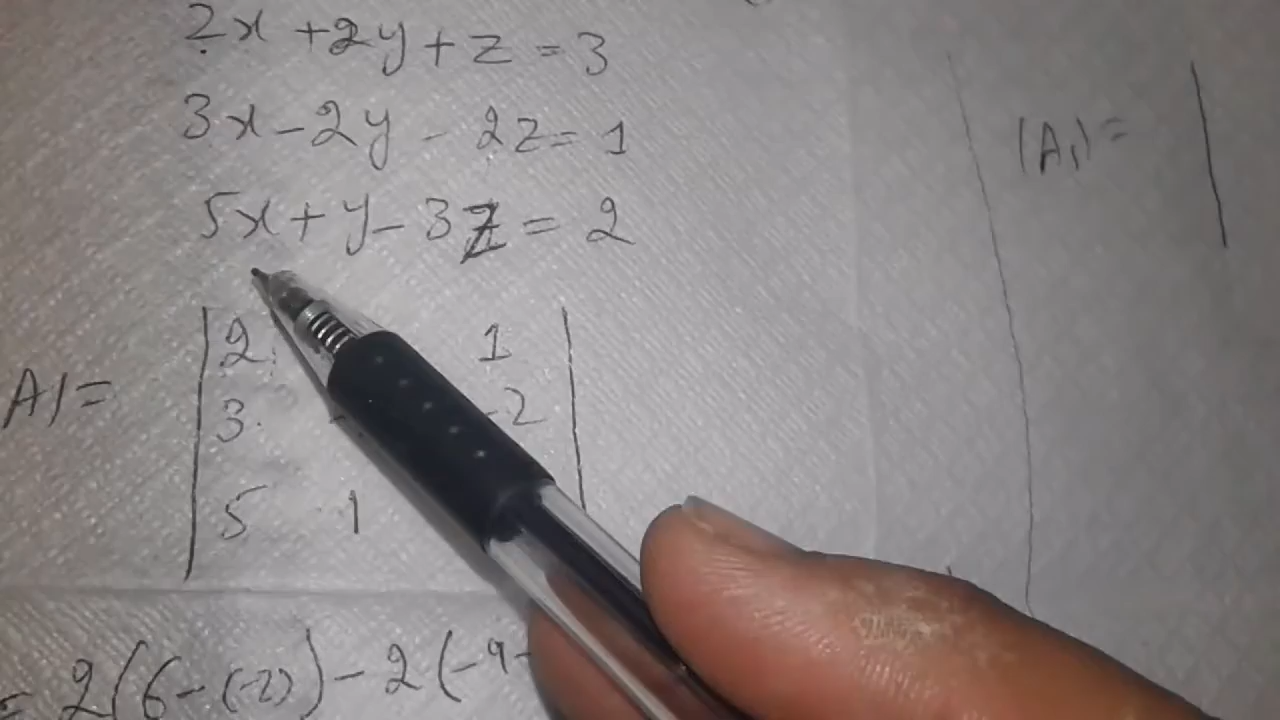 2x + 2y + z = 3
3x - 2y - 2z = 1
5x + y - 3z = 2
|A1| =
A| =
2 1
3 - -2
5 1
= 2(6 - (-2)) - 2(-9 -